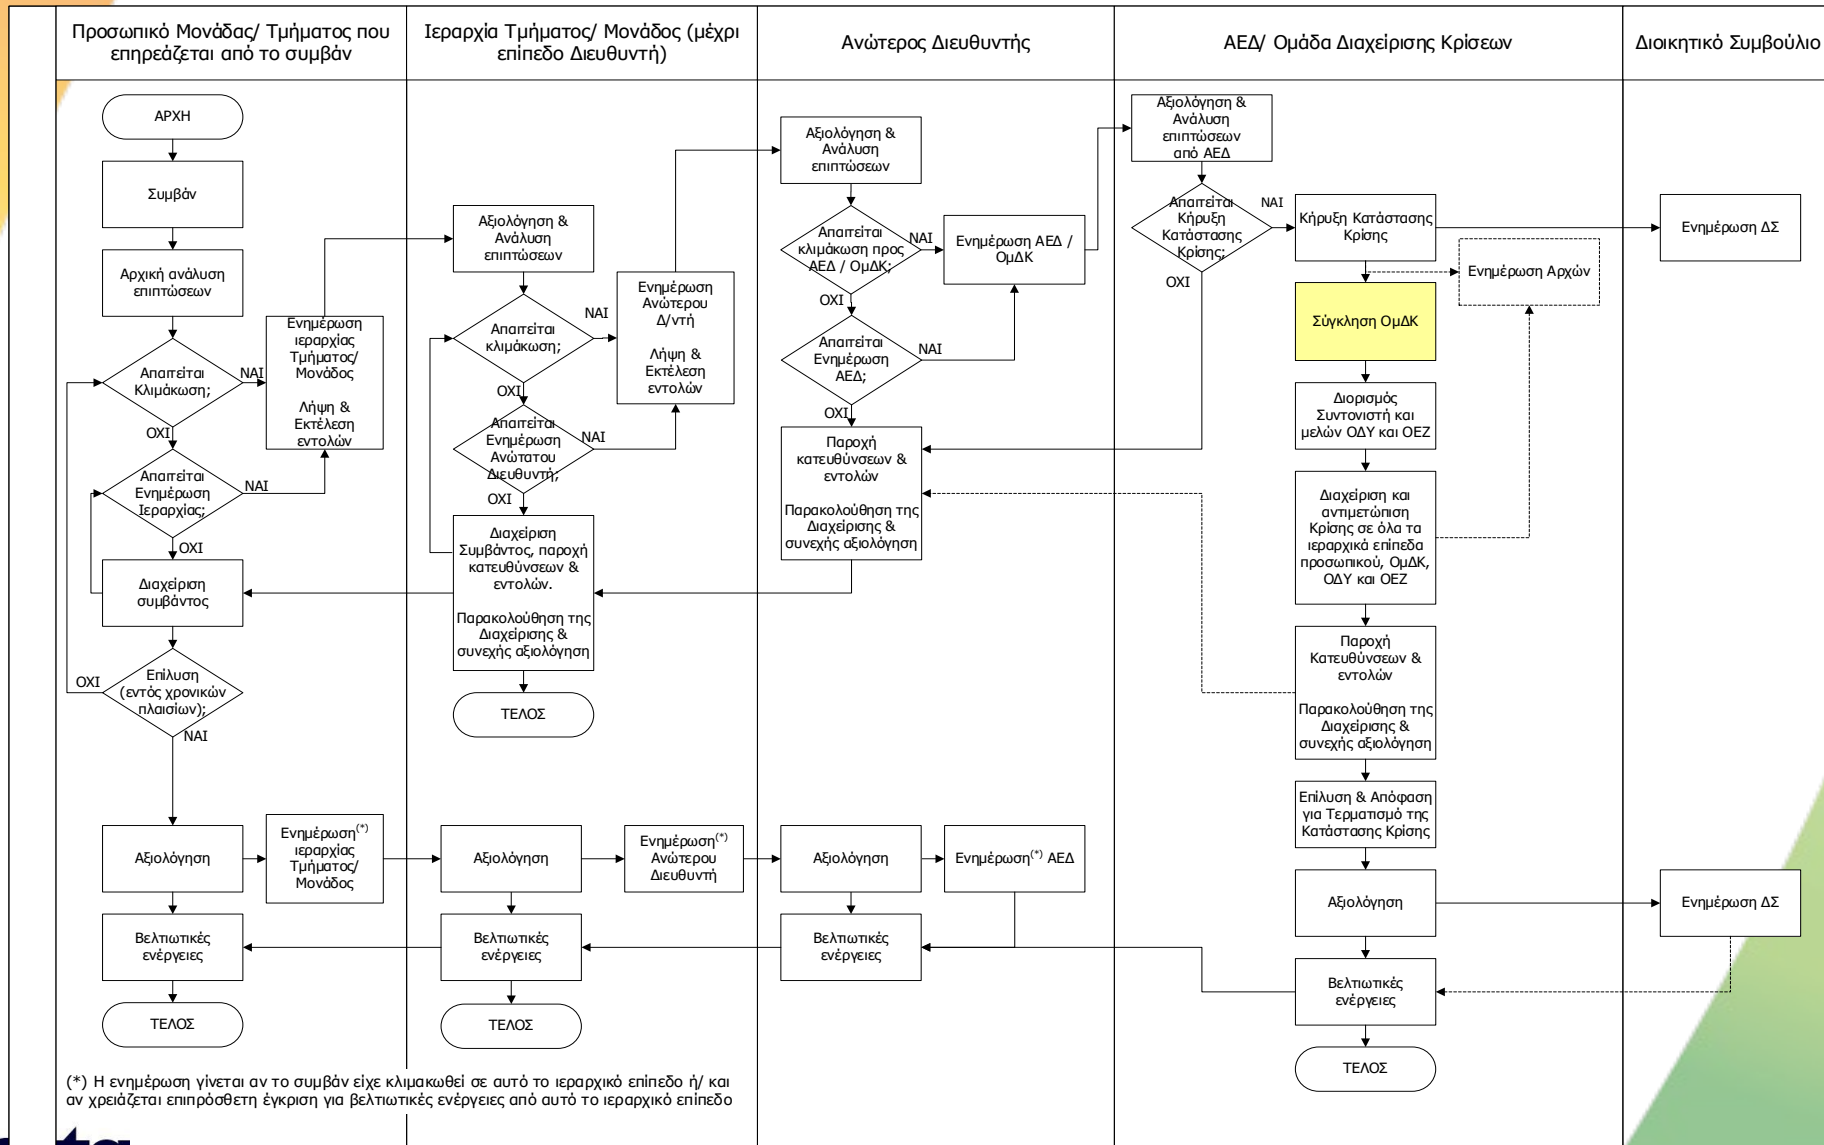 Προσωπικό Μονάδας/ Τμήματος που
επηρεάζεται από το συμβάν
Ιεραρχία Τμήματος/ Μονάδος (μέχρι
επίπεδο Διευθυντή)
Ανώτερος Διευθυντής
ΑΕΔ/ Ομάδα Διαχείρισης Κρίσεων
Διοικητικό Συμβούλιο
ΑΡΧΗ
Συμβάν
Αρχική ανάλυση
επιπτώσεων
Απαιτείται
Κλιμάκωση;
ΝΑΙ
ΟΧΙ
Ενημέρωση
ιεραρχίας
Τμήματος/
Μονάδος
Λήψη &
Εκτέλεση
εντολών
Απαιτείται
Ενημέρωση
Ιεραρχίας;
ΝΑΙ
ΟΧΙ
Διαχείριση
συμβάντος
Επίλυση
(εντός χρονικών
πλαισίων);
ΟΧΙ
ΝΑΙ
Αξιολόγηση
Ενημέρωση(*)
ιεραρχίας
Τμήματος/
Μονάδος
Βελτιωτικές
ενέργειες
ΤΕΛΟΣ
Αξιολόγηση &
Ανάλυση
επιπτώσεων
Απαιτείται
κλιμάκωση;
ΝΑΙ
ΟΧΙ
Ενημέρωση
Ανώτερου
Δ/ντή
Λήψη &
Εκτέλεση
εντολών
Απαιτείται
Ενημέρωση
Ανώτατου
Διευθυντή;
ΝΑΙ
ΟΧΙ
Διαχείριση
Συμβάντος, παροχή
κατευθύνσεων &
εντολών.
Παρακολούθηση της
Διαχείρισης &
συνεχής αξιολόγηση
ΤΕΛΟΣ
Αξιολόγηση
Ενημέρωση(*)
Ανώτερου
Διευθυντή
Βελτιωτικές
ενέργειες
ΤΕΛΟΣ
Αξιολόγηση &
Ανάλυση
επιπτώσεων
Απαιτείται
κλιμάκωση προς
ΑΕΔ / ΟμΔΚ;
ΝΑΙ
ΟΧΙ
Ενημέρωση ΑΕΔ /
ΟμΔΚ
Απαιτείται
Ενημέρωση
ΑΕΔ;
ΝΑΙ
ΟΧΙ
Παροχή
κατευθύνσεων &
εντολών
Παρακολούθηση της
Διαχείρισης &
συνεχής αξιολόγηση
Αξιολόγηση
Ενημέρωση(*) ΑΕΔ
Βελτιωτικές
ενέργειες
Αξιολόγηση &
Ανάλυση
επιπτώσεων
από ΑΕΔ
Απαιτείται
Κήρυξη
Κατάστασης
Κρίσης;
ΝΑΙ
ΟΧΙ
Κήρυξη Κατάστασης
Κρίσης
Ενημέρωση Αρχών
Σύγκληση ΟμΔΚ
Διορισμός
Συντονιστή και
μελών ΟΔΥ και ΟΕΖ
Διαχείριση και
αντιμετώπιση
Κρίσης σε όλα τα
ιεραρχικά επίπεδα
προσωπικού, ΟμΔΚ,
ΟΔΥ και ΟΕΖ
Παροχή
Κατευθύνσεων &
εντολών
Παρακολούθηση της
Διαχείρισης &
συνεχής αξιολόγηση
Επίλυση & Απόφαση
για Τερματισμό της
Κατάστασης Κρίσης
Αξιολόγηση
Βελτιωτικές
ενέργειες
ΤΕΛΟΣ
Ενημέρωση ΔΣ
Ενημέρωση ΔΣ
(*) Η ενημέρωση γίνεται αν το συμβάν είχε κλιμακωθεί σε αυτό το ιεραρχικό επίπεδο ή/ και
αν χρειάζεται επιπρόσθετη έγκριση για βελτιωτικές ενέργειες από αυτό το ιεραρχικό επίπεδο